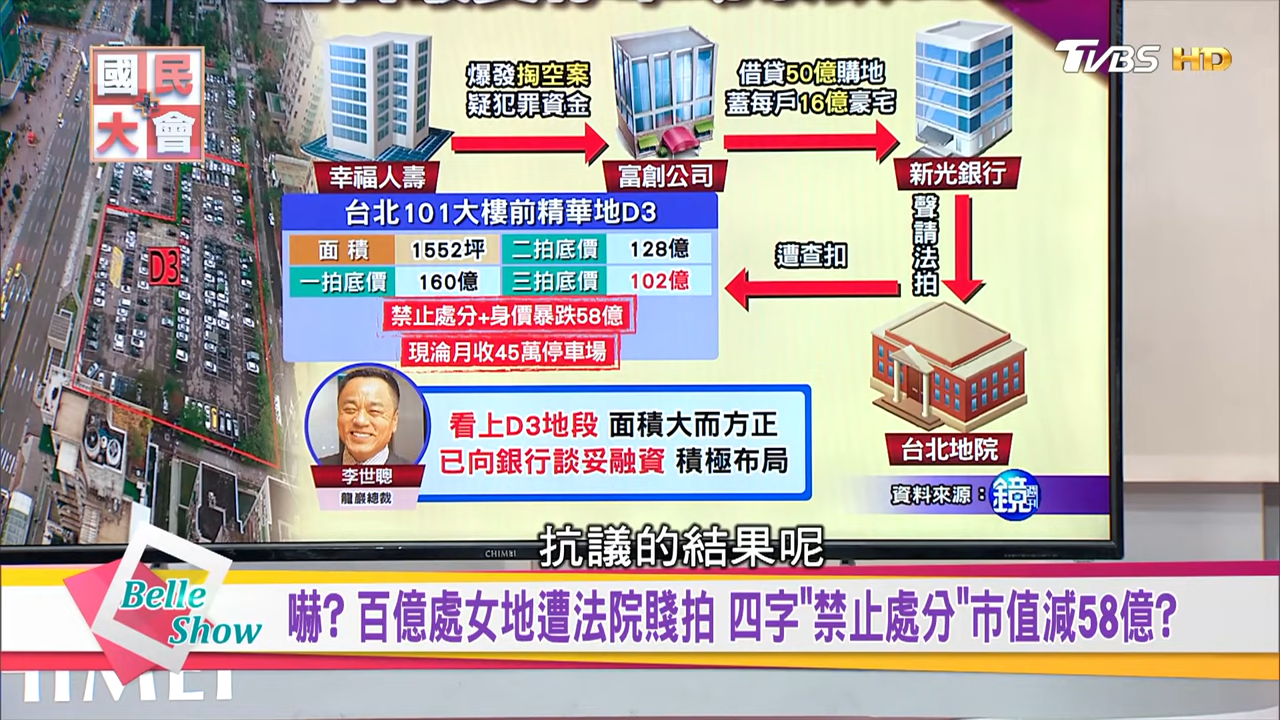 國民
大會
TVBS HD
爆發掏空案
疑犯罪資金
借貸50億購地
蓋每戶16億豪宅
幸福人壽
富創公司
新光銀行
聲請法拍
台北101大樓前精華地D3
面積 1552坪 二拍底價 128億
一拍底價 160億 三拍底價 102億
禁止處分+身價暴跌58億
現淪月收45萬停車場
遭查扣
D3
台北地院
李世聰
龍巖總裁
看上D3地段 面積大而方正
已向銀行談妥融資 積極布局
資料來源：鏡週刊
CHIMEI
抗議的結果呢
Belle
Show
嚇? 百億處女地遭法院賤拍 四字"禁止處分"市值減58億?